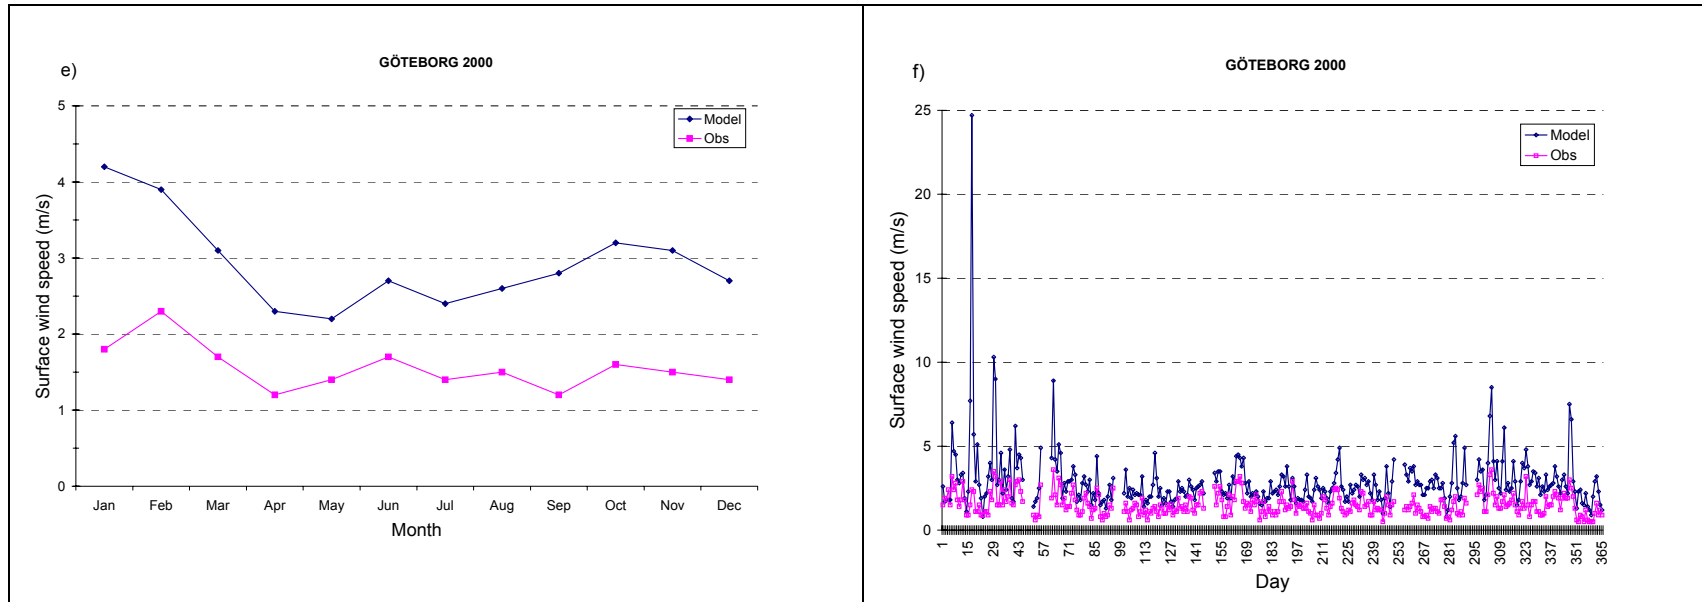 e)
GÖTEBORG 2000
5
4
3
2
1
0
Surface wind speed (m/s)
Model
Obs
Jan Feb Mar Apr May Jun Jul Aug Sep Oct Nov Dec
Month
f)
GÖTEBORG 2000
25
20
15
10
5
0
Surface wind speed (m/s)
Model
Obs
1 15 29 43 57 71 85 99 113 127 141 155 169 183 197 211 225 239 253 267 281 295 309 323 337 351 365
Day